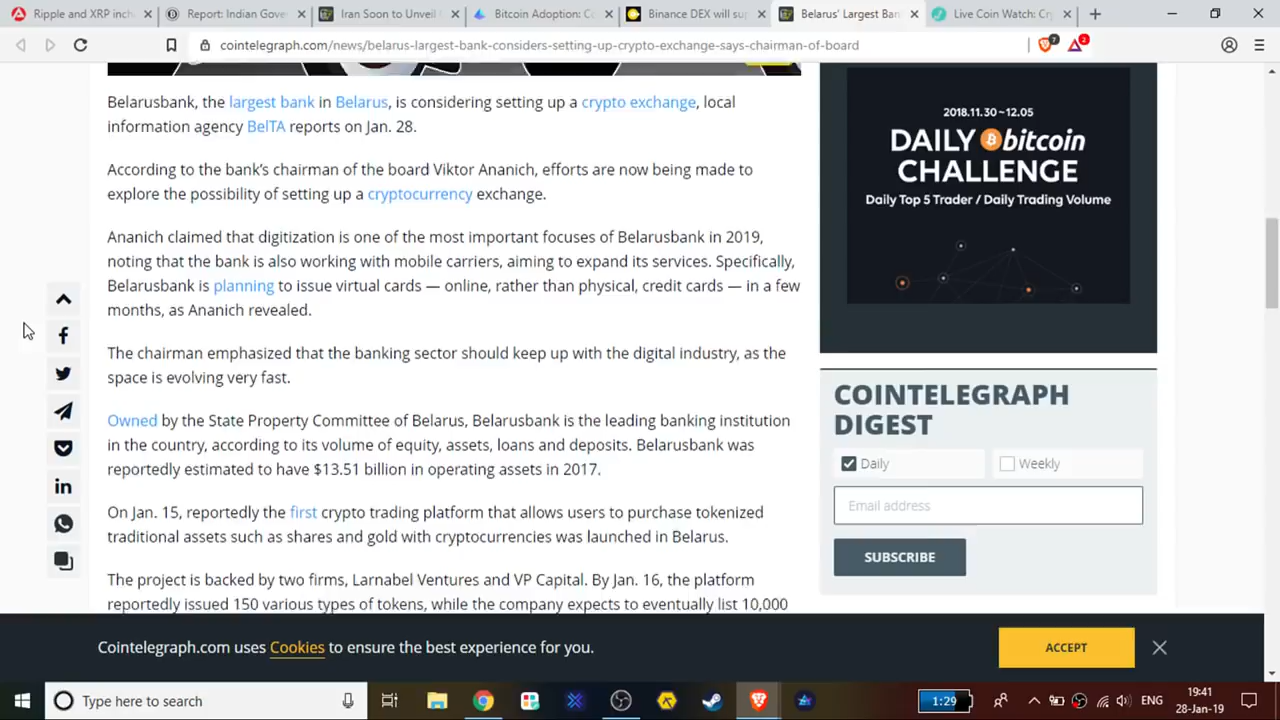 Ripple and XRP incl
Report: Indian Gove
Iran Soon to Unveil
Bitcoin Adoption: Co
Binance DEX will sup
Belarus' Largest Ban
Live Coin Watch: Cry
cointelegraph.com/news/belarus-largest-bank-considers-setting-up-crypto-exchange-says-chairman-of-board
7
2
Belarusbank, the largest bank in Belarus, is considering setting up a crypto exchange, local
information agency BelTA reports on Jan. 28.
According to the bank's chairman of the board Viktor Ananich, efforts are now being made to
explore the possibility of setting up a cryptocurrency exchange.
Ananich claimed that digitization is one of the most important focuses of Belarusbank in 2019,
noting that the bank is also working with mobile carriers, aiming to expand its services. Specifically,
Belarusbank is planning to issue virtual cards — online, rather than physical, credit cards — in a few
months, as Ananich revealed.
The chairman emphasized that the banking sector should keep up with the digital industry, as the
space is evolving very fast.
Owned by the State Property Committee of Belarus, Belarusbank is the leading banking institution
in the country, according to its volume of equity, assets, loans and deposits. Belarusbank was
reportedly estimated to have $13.51 billion in operating assets in 2017.
On Jan. 15, reportedly the first crypto trading platform that allows users to purchase tokenized
traditional assets such as shares and gold with cryptocurrencies was launched in Belarus.
The project is backed by two firms, Larnabel Ventures and VP Capital. By Jan. 16, the platform
reportedly issued 150 various types of tokens, while the company expects to eventually list 10,000
2018.11.30~12.05
DAILY bitcoin
CHALLENGE
Daily Top 5 Trader / Daily Trading Volume
COINTELEGRAPH
DIGEST
Daily
Weekly
Email address
SUBSCRIBE
Cointelegraph.com uses Cookies to ensure the best experience for you.
ACCEPT
Type here to search
1:29
ENG
19:41
28-Jan-19